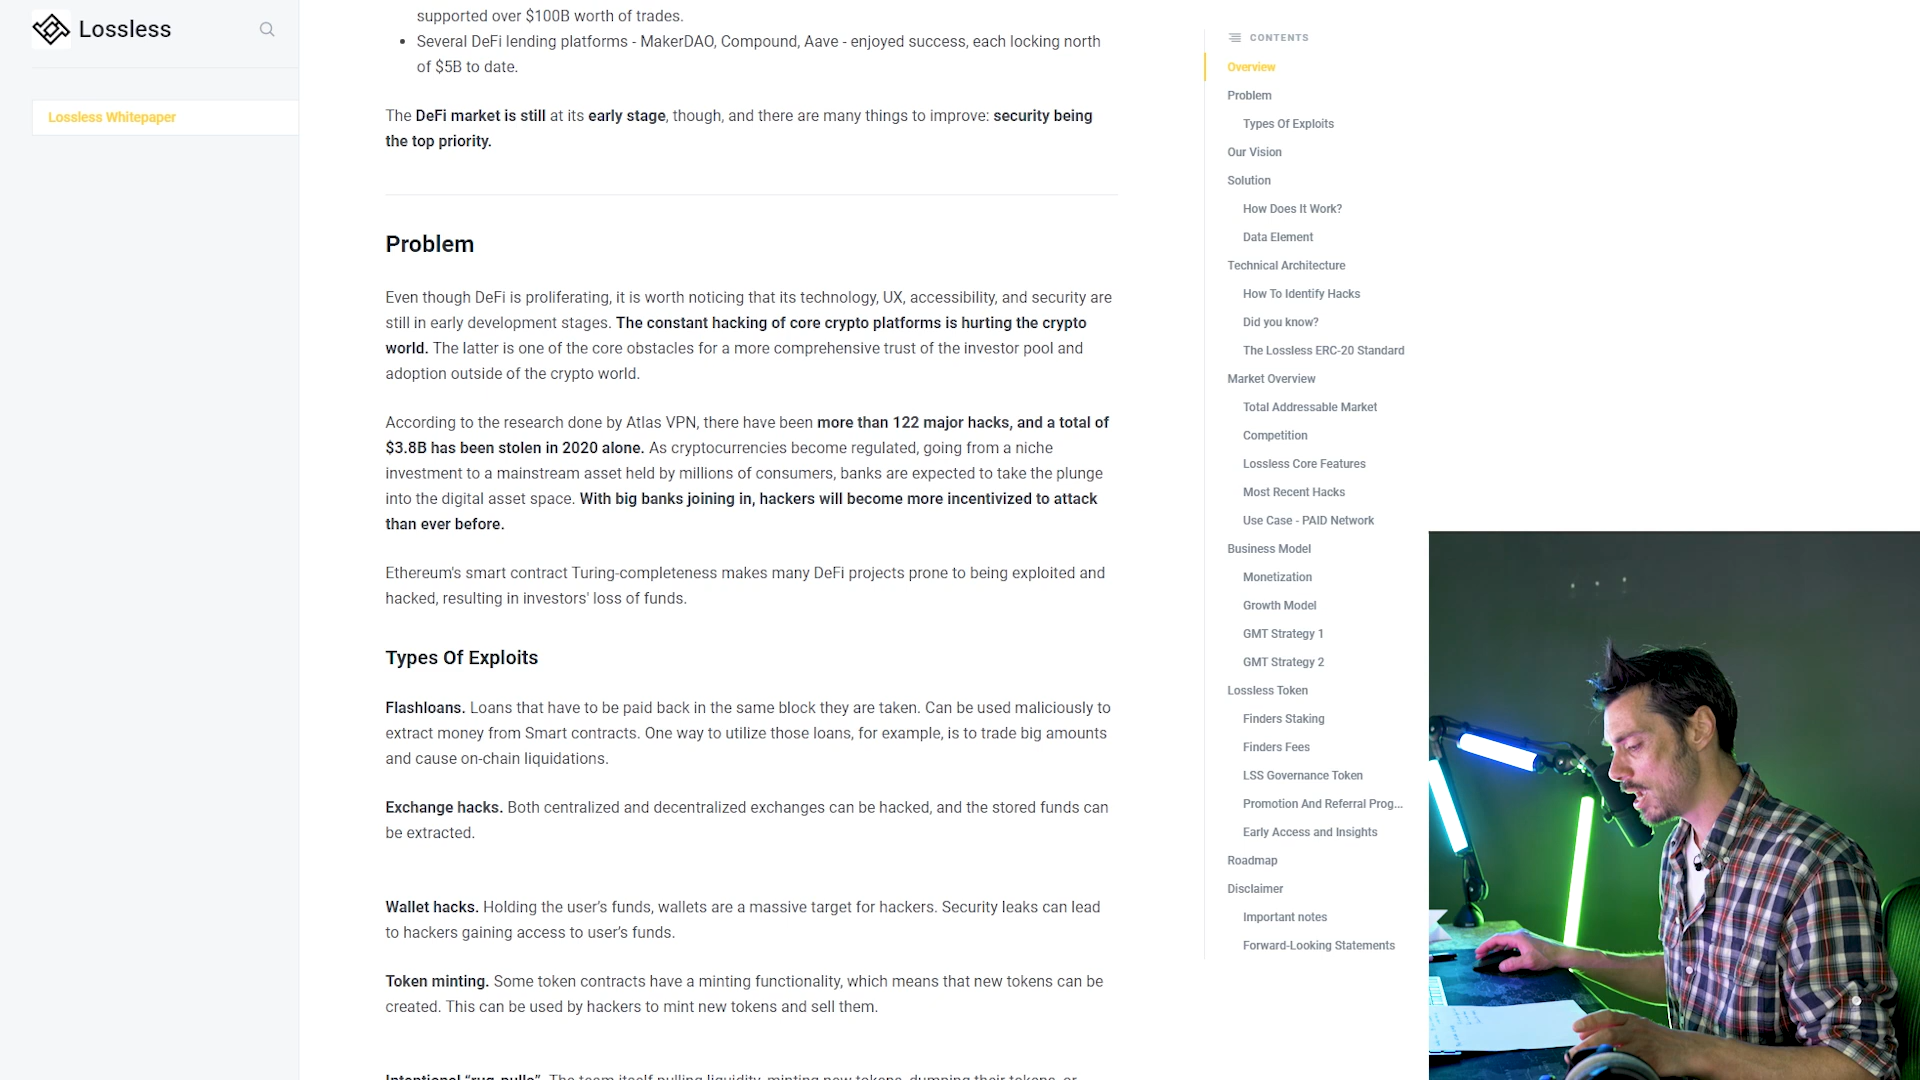 Lossless
Lossless Whitepaper
supported over $100B worth of trades.
Several DeFi lending platforms - MakerDAO, Compound, Aave - enjoyed success, each locking north
of $5B to date.
The DeFi market is still at its early stage, though, and there are many things to improve: security being
the top priority.
Problem
Even though DeFi is proliferating, it is worth noticing that its technology, UX, accessibility, and security are
still in early development stages. The constant hacking of core crypto platforms is hurting the crypto
world. The latter is one of the core obstacles for a more comprehensive trust of the investor pool and
adoption outside of the crypto world.
According to the research done by Atlas VPN, there have been more than 122 major hacks, and a total of
$3.8B has been stolen in 2020 alone. As cryptocurrencies become regulated, going from a niche
investment to a mainstream asset held by millions of consumers, banks are expected to take the plunge
into the digital asset space. With big banks joining in, hackers will become more incentivized to attack
than ever before.
Ethereum's smart contract Turing-completeness makes many DeFi projects prone to being exploited and
hacked, resulting in investors' loss of funds.
Types Of Exploits
Flashloans. Loans that have to be paid back in the same block they are taken. Can be used maliciously to
extract money from Smart contracts. One way to utilize those loans, for example, is to trade big amounts
and cause on-chain liquidations.
Exchange hacks. Both centralized and decentralized exchanges can be hacked, and the stored funds can
be extracted.
Wallet hacks. Holding the user’s funds, wallets are a massive target for hackers. Security leaks can lead
to hackers gaining access to user’s funds.
Token minting. Some token contracts have a minting functionality, which means that new tokens can be
created. This can be used by hackers to mint new tokens and sell them.
Intentional “rug-pulls”. The team itself pulling liquidity, minting new tokens, dumping their tokens, or
CONTENTS
Overview
Problem
Types Of Exploits
Our Vision
Solution
How Does It Work?
Data Element
Technical Architecture
How To Identify Hacks
Did you know?
The Lossless ERC-20 Standard
Market Overview
Total Addressable Market
Competition
Lossless Core Features
Most Recent Hacks
Use Case - PAID Network
Business Model
Monetization
Growth Model
GMT Strategy 1
GMT Strategy 2
Lossless Token
Finders Staking
Finders Fees
LSS Governance Token
Promotion And Referral Prog...
Early Access and Insights
Roadmap
Disclaimer
Important notes
Forward-Looking Statements